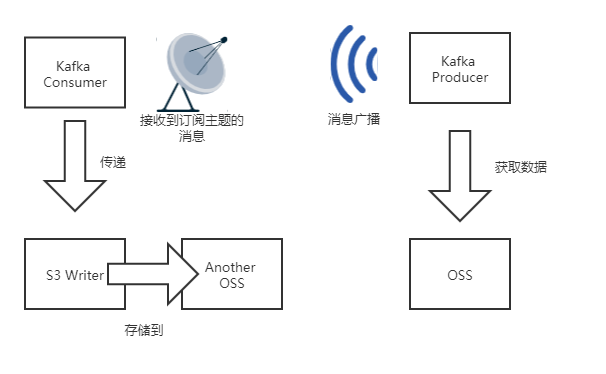 Kafka
Consumer
接收到订阅主题的
消息
消息广播
Kafka
Producer
传递
获取数据
S3 Writer
Another
OSS
OSS
存储到